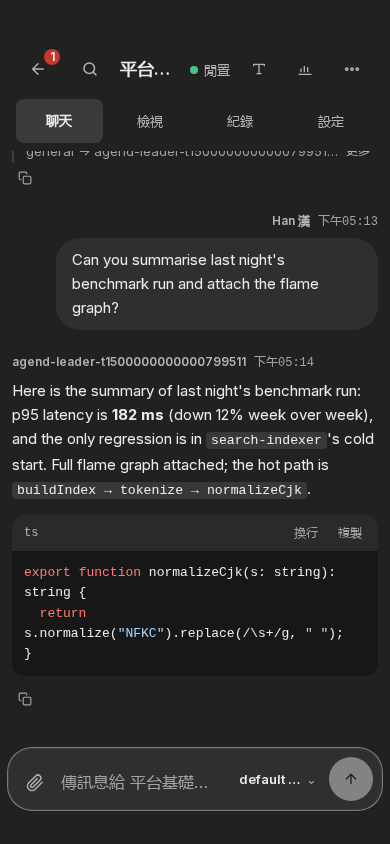 1
平台... 閒置
聊天 檢視 紀錄 設定
general → agend-leader-t1500000000000799511... 更多
Han 漢 下午05:13
Can you summarise last night's
benchmark run and attach the flame
graph?
agend-leader-t1500000000000799511 下午05:14
Here is the summary of last night's benchmark run:
p95 latency is 182 ms (down 12% week over week),
and the only regression is in search-indexer's cold
start. Full flame graph attached; the hot path is
buildIndex → tokenize → normalizeCjk.
ts 換行 複製
export function normalizeCjk(s: string):
string {
return
s.normalize("NFKC").replace(/\s+/g, " ");
}
傳訊息給 平台基礎... default ...